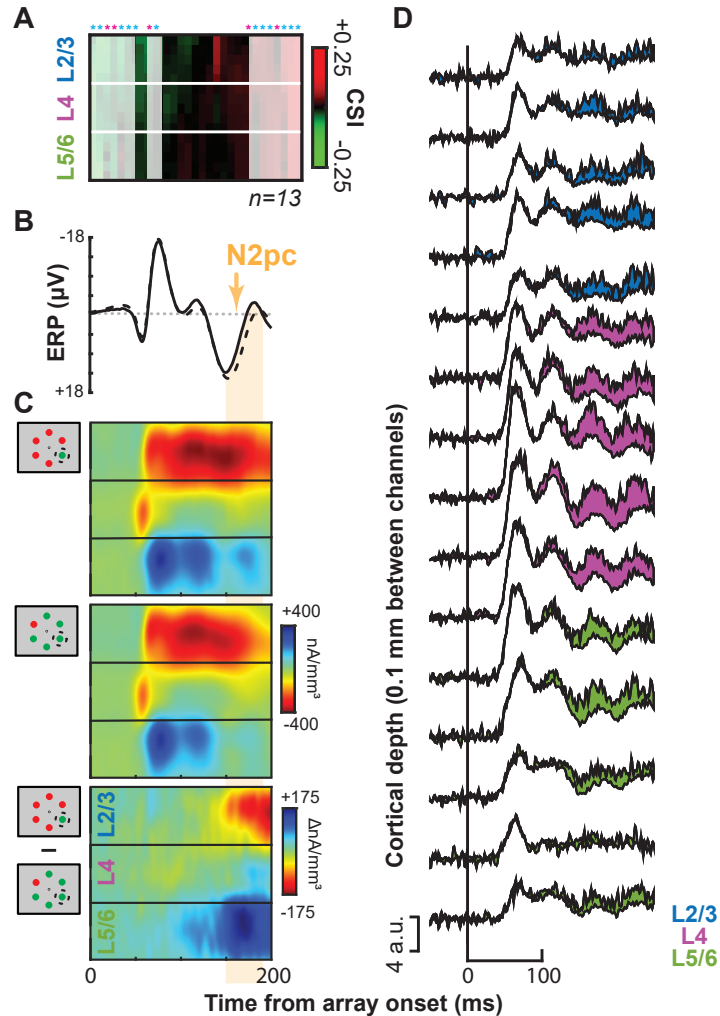 A
* * * * * * * * * * * * * * * * *
L2/3
L4
L5/6
+0.25
CSI
-0.25
n=13
B
-18
ERP (µV)
+18
N2pc
C
+400
nA/mm³
-400
L2/3
L4
L5/6
+175
ΔnA/mm³
-175
0
200
Time from array onset (ms)
D
Cortical depth (0.1 mm between channels)
4 a.u.
0
100
L2/3
L4
L5/6